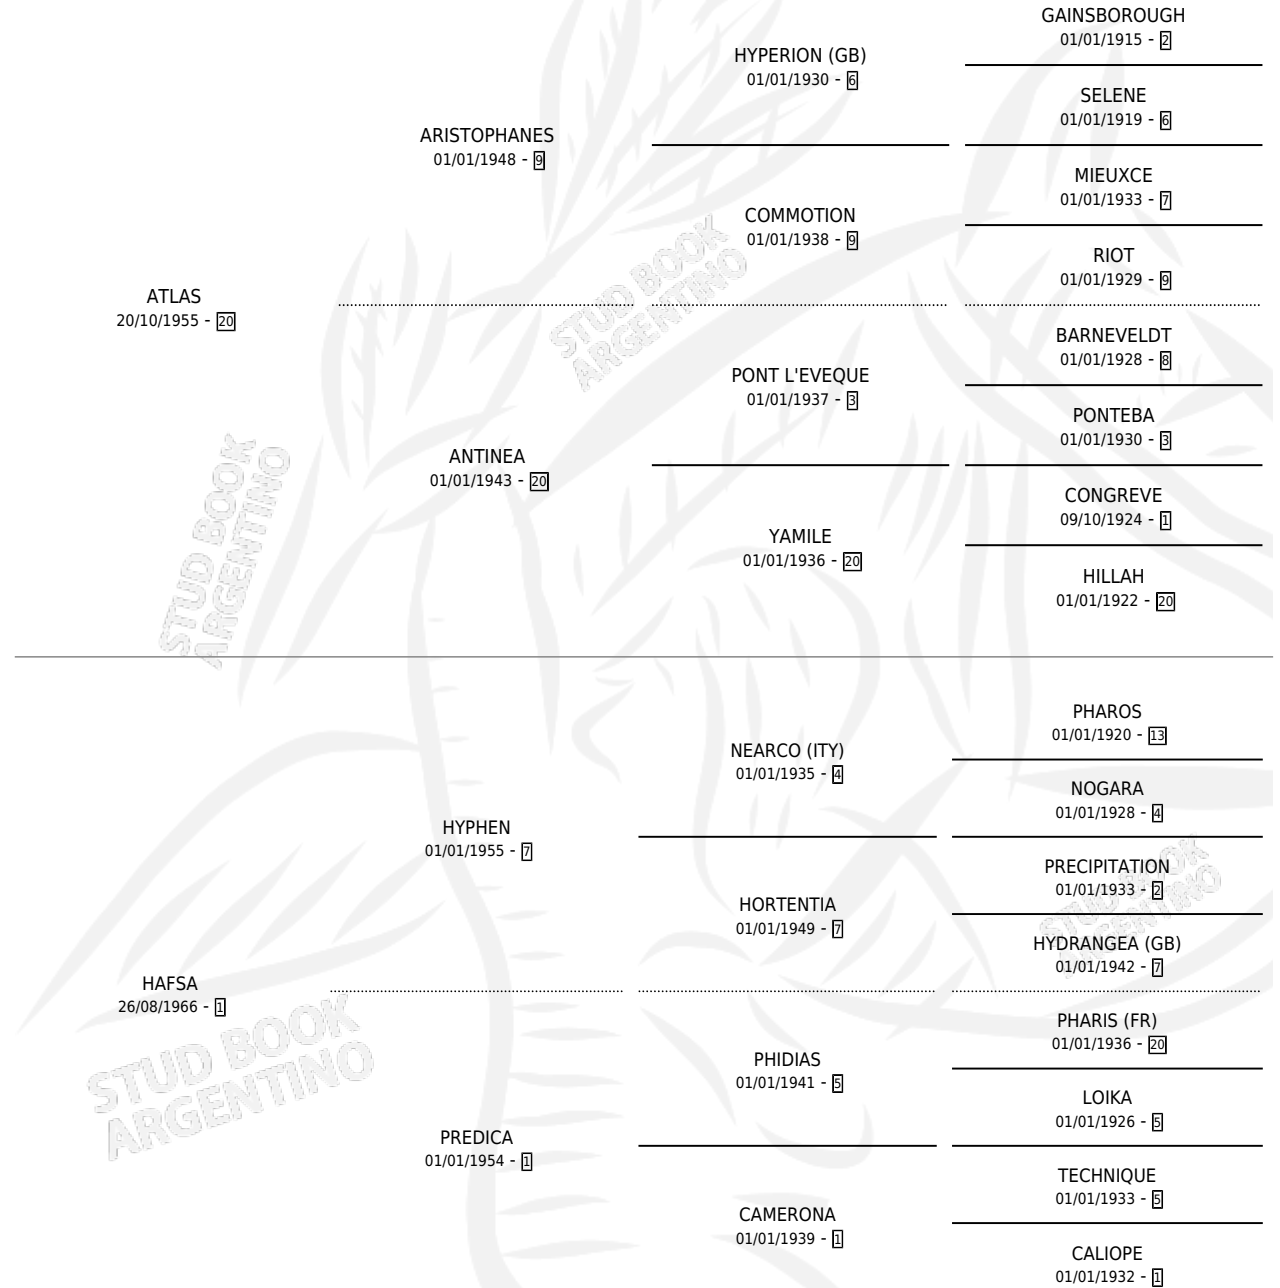 GAINSBOROUGH
01/01/1915 - 2
HYPERION (GB)
01/01/1930 - 6
SELENE
01/01/1919 - 6
ARISTOPHANES
01/01/1948 - 9
MIEUXCE
01/01/1933 - 7
COMMOTION
01/01/1938 - 9
RIOT
01/01/1929 - 9
ATLAS
20/10/1955 - 20
BARNEVELDT
01/01/1928 - 8
PONT L'EVEQUE
01/01/1937 - 3
PONTEBA
01/01/1930 - 3
ANTINEA
01/01/1943 - 20
CONGREVE
09/10/1924 - 1
YAMILE
01/01/1936 - 20
HILLAH
01/01/1922 - 20
PHAROS
01/01/1920 - 13
NEARCO (ITY)
01/01/1935 - 4
NOGARA
01/01/1928 - 4
HYPHEN
01/01/1955 - 7
PRECIPITATION
01/01/1933 - 2
HORTENTIA
01/01/1949 - 7
HYDRANGEA (GB)
01/01/1942 - 7
HAFSA
26/08/1966 - 1
PHARIS (FR)
01/01/1936 - 20
PHIDIAS
01/01/1941 - 5
LOIKA
01/01/1926 - 5
PREDICA
01/01/1954 - 1
TECHNIQUE
01/01/1933 - 5
CAMERONA
01/01/1939 - 1
CALIOPE
01/01/1932 - 1
STUD BOOK
ARGENTINO
STUD BOOK
ARGENTINO
STUD BOOK
ARGENTINO
STUD BOOK
ARGENTINO